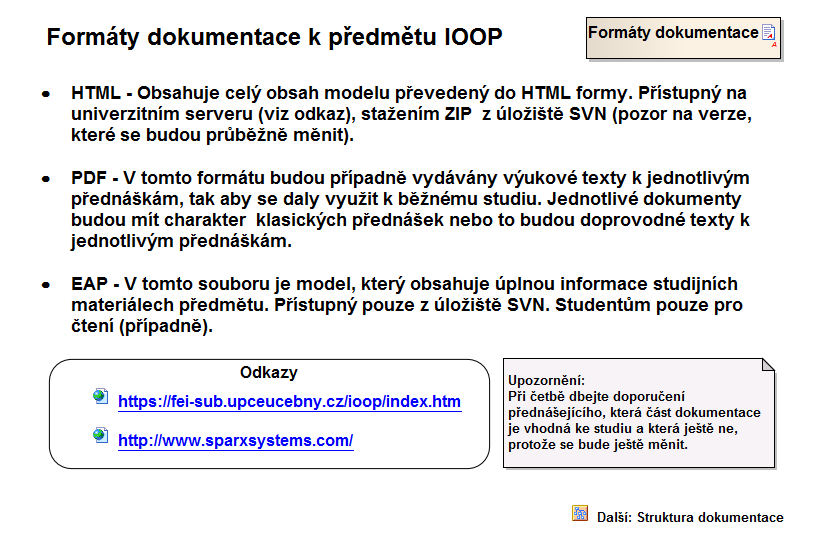 Formáty dokumentace k předmětu IOOP
Formáty dokumentace
• HTML - Obsahuje celý obsah modelu převedený do HTML formy. Přístupný na
univerzitním serveru (viz odkaz), stažením ZIP  z úložiště SVN (pozor na verze,
které se budou průběžně měnit).
• PDF - V tomto formátu budou případně vydávány výukové texty k jednotlivým
přednáškám, tak aby se daly využit k běžnému studiu. Jednotlivé dokumenty
budou mít charakter  klasických přednášek nebo to budou doprovodné texty k
jednotlivým přednáškám.
• EAP - V tomto souboru je model, který obsahuje úplnou informace studijních
materiálech předmětu. Přístupný pouze z úložiště SVN. Studentům pouze pro
čtení (případně).
Odkazy
https://fei-sub.upceucebny.cz/ioop/index.htm
http://www.sparxsystems.com/
Upozornění:
Při četbě dbejte doporučení
přednášejícího, která část dokumentace
je vhodná ke studiu a která ještě ne,
protože se bude ještě měnit.
Další: Struktura dokumentace